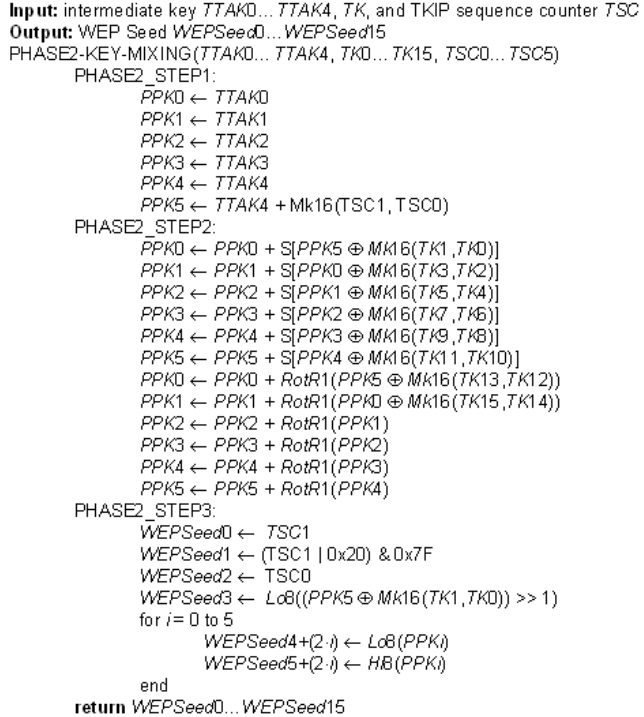 Input: intermediate key TTAK0...TTAK4, TK, and TKIP sequence counter TSC
Output: WEP Seed WEPSeed0...WEPSeed15
PHASE2-KEY-MIXING(TTAK0...TTAK4, TK0...TK15, TSC0...TSC5)
PHASE2_STEP1:
PPK0 ← TTAK0
PPK1 ← TTAK1
PPK2 ← TTAK2
PPK3 ← TTAK3
PPK4 ← TTAK4
PPK5 ← TTAK4 + Mk16(TSC1, TSC0)
PHASE2_STEP2:
PPK0 ← PPK0 + S[PPK5 ⊕ Mk16(TK1,TK0)]
PPK1 ← PPK1 + S[PPK0 ⊕ Mk16(TK3,TK2)]
PPK2 ← PPK2 + S[PPK1 ⊕ Mk16(TK5,TK4)]
PPK3 ← PPK3 + S[PPK2 ⊕ Mk16(TK7,TK6)]
PPK4 ← PPK4 + S[PPK3 ⊕ Mk16(TK9,TK8)]
PPK5 ← PPK5 + S[PPK4 ⊕ Mk16(TK11,TK10)]
PPK0 ← PPK0 + RotR1(PPK5 ⊕ Mk16(TK13,TK12))
PPK1 ← PPK1 + RotR1(PPK0 ⊕ Mk16(TK15,TK14))
PPK2 ← PPK2 + RotR1(PPK1)
PPK3 ← PPK3 + RotR1(PPK2)
PPK4 ← PPK4 + RotR1(PPK3)
PPK5 ← PPK5 + RotR1(PPK4)
PHASE2_STEP3:
WEPSeed0 ← TSC1
WEPSeed1 ← (TSC1 | 0x20) & 0x7F
WEPSeed2 ← TSC0
WEPSeed3 ← Lo8((PPK5 ⊕ Mk16(TK1,TK0)) >> 1)
for i = 0 to 5
WEPSeed4+(2·i) ← Lo8(PPKi)
WEPSeed5+(2·i) ← Hi8(PPKi)
end
return WEPSeed0...WEPSeed15